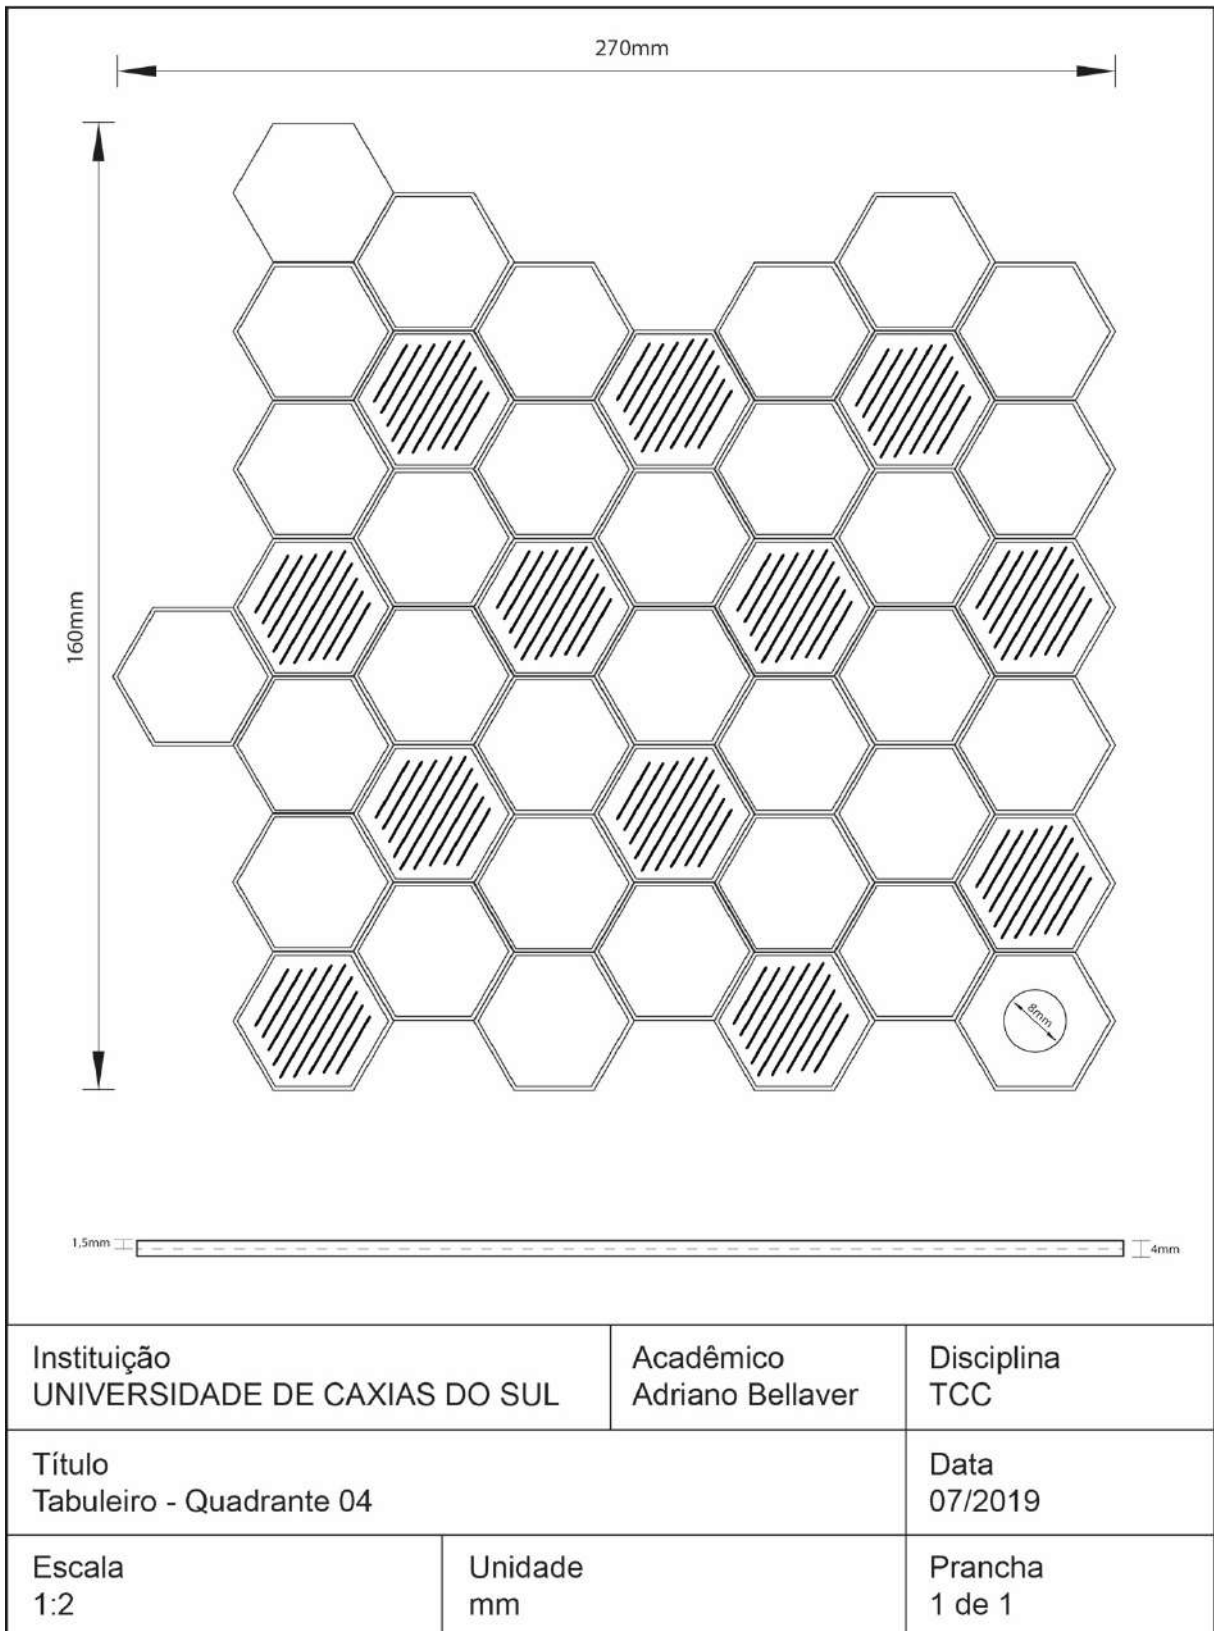 270mm
160mm
8mm
1,5mm
4mm
Instituição
UNIVERSIDADE DE CAXIAS DO SUL
Acadêmico
Adriano Bellaver
Disciplina
TCC
Título
Tabuleiro - Quadrante 04
Data
07/2019
Escala
1:2
Unidade
mm
Prancha
1 de 1